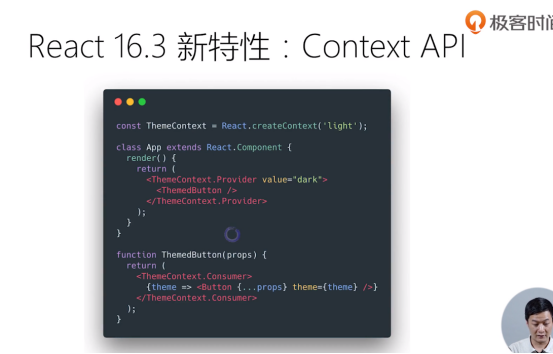 极客时间
React 16.3 新特性：Context API
const ThemeContext = React.createContext('light');
class App extends React.Component {
render() {
return (
<ThemeContext.Provider value="dark">
<ThemedButton />
</ThemeContext.Provider>
);
}
}
function ThemedButton(props) {
return (
<ThemeContext.Consumer>
{theme => <Button {...props} theme={theme} />}
</ThemeContext.Consumer>
);
}